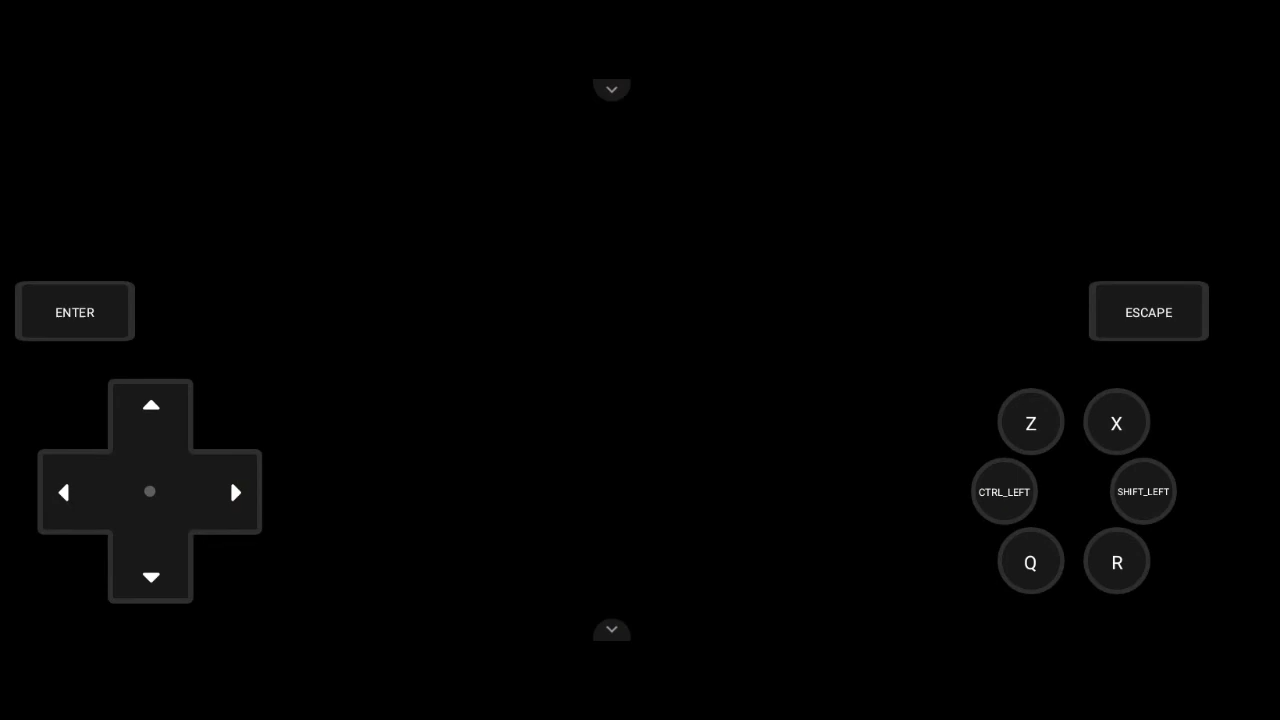 ENTER
ESCAPE
Z
X
CTRL_LEFT
SHIFT_LEFT
Q
R